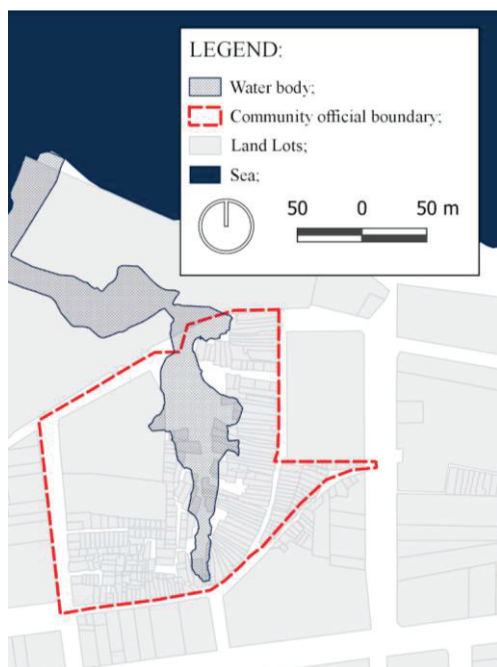 LEGEND:
Water body;
Community official boundary;
Land Lots;
Sea;
50 0 50 m